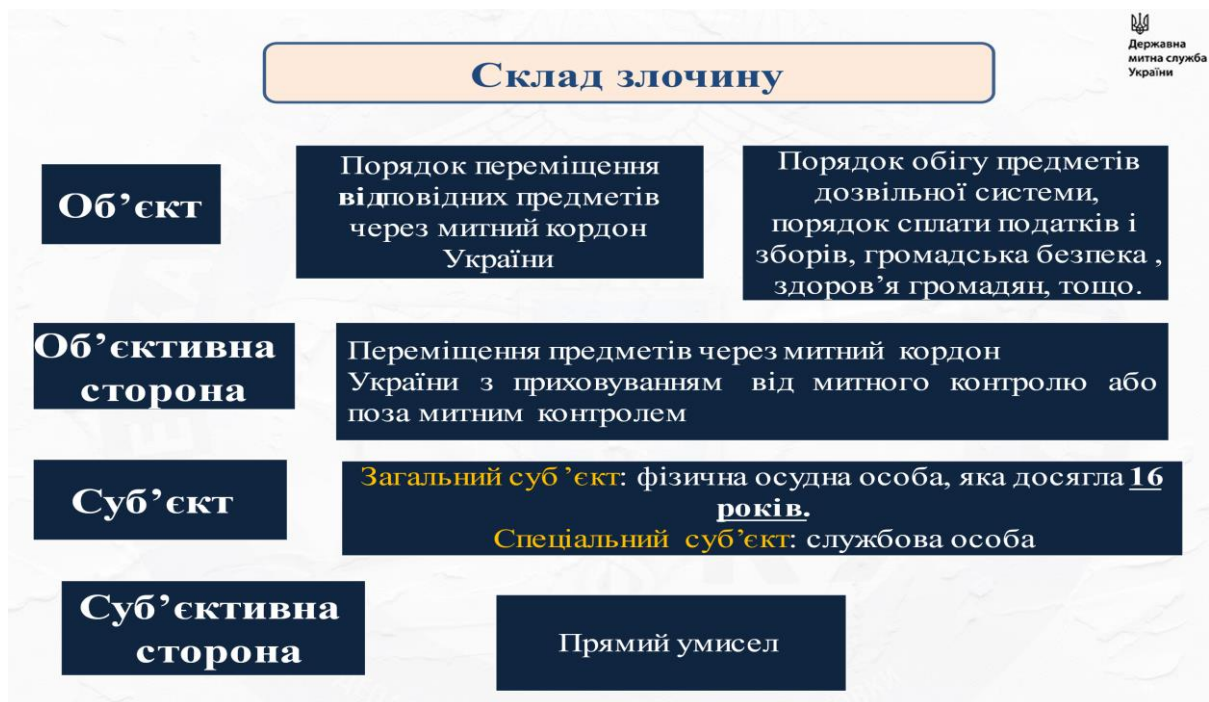 Державна
митна служба
України
Склад злочину
Об’єкт
Порядок переміщення
відповідних предметів
через митний кордон
України
Порядок обігу предметів
дозвільної системи,
порядок сплати податків і
зборів, громадська безпека ,
здоров’я громадян, тощо.
Об’єктивна
сторона
Переміщення предметів через митний кордон
України з приховуванням від митного контролю або
поза митним контролем
Суб’єкт
Загальний суб’єкт: фізична осудна особа, яка досягла 16
років.
Спеціальний суб’єкт: службова особа
Суб’єктивна
сторона
Прямий умисел